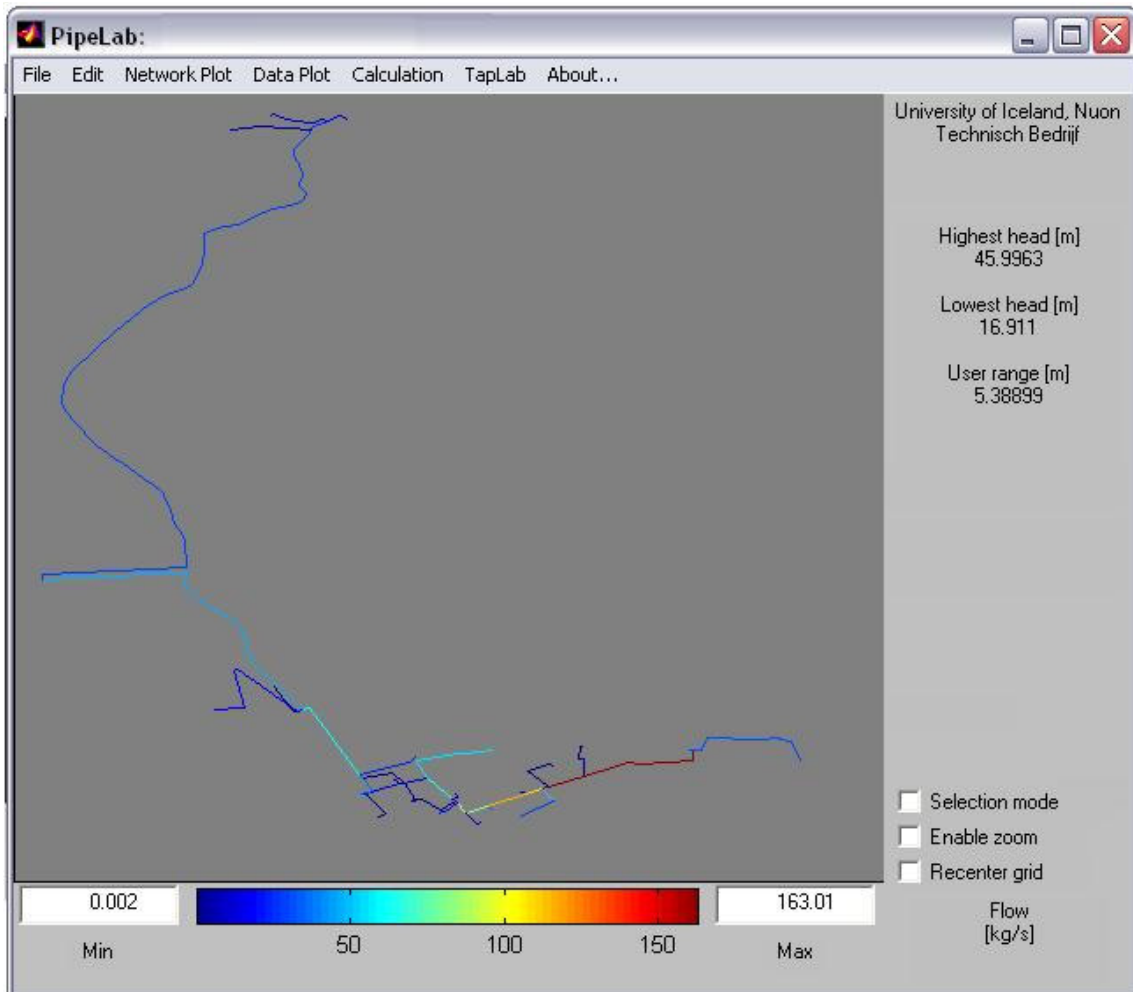 PipeLab:
File Edit Network Plot Data Plot Calculation TapLab About...
University of Iceland, Nuon
Technisch Bedrijf
Highest head [m]
45.9963
Lowest head [m]
16.911
User range [m]
5.38899
Selection mode
Enable zoom
Recenter grid
0.002
163.01
50 100 150
Min
Max
Flow
[kg/s]